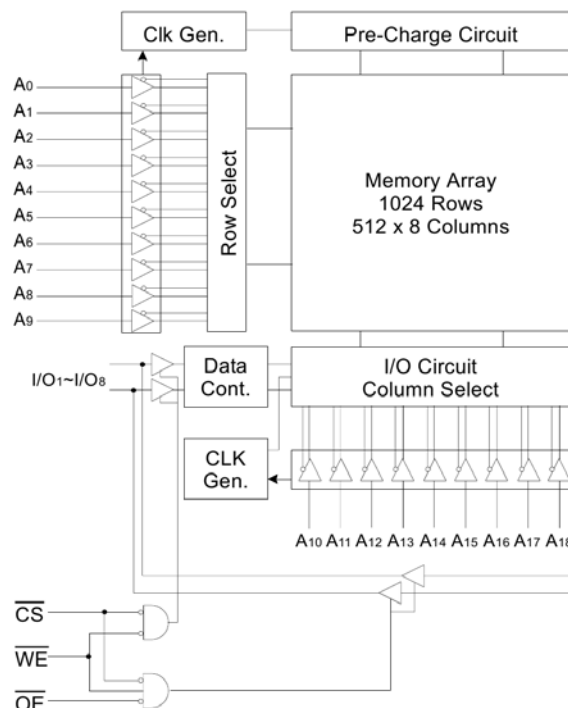 Clk Gen.
Pre-Charge Circuit
A0
A1
A2
A3
A4
A5
A6
A7
A8
A9
Row Select
Memory Array
1024 Rows
512 x 8 Columns
I/O1~I/O8
Data
Cont.
I/O Circuit
Column Select
CLK
Gen.
A10 A11 A12 A13 A14 A15 A16 A17 A18
CS
WE
OE